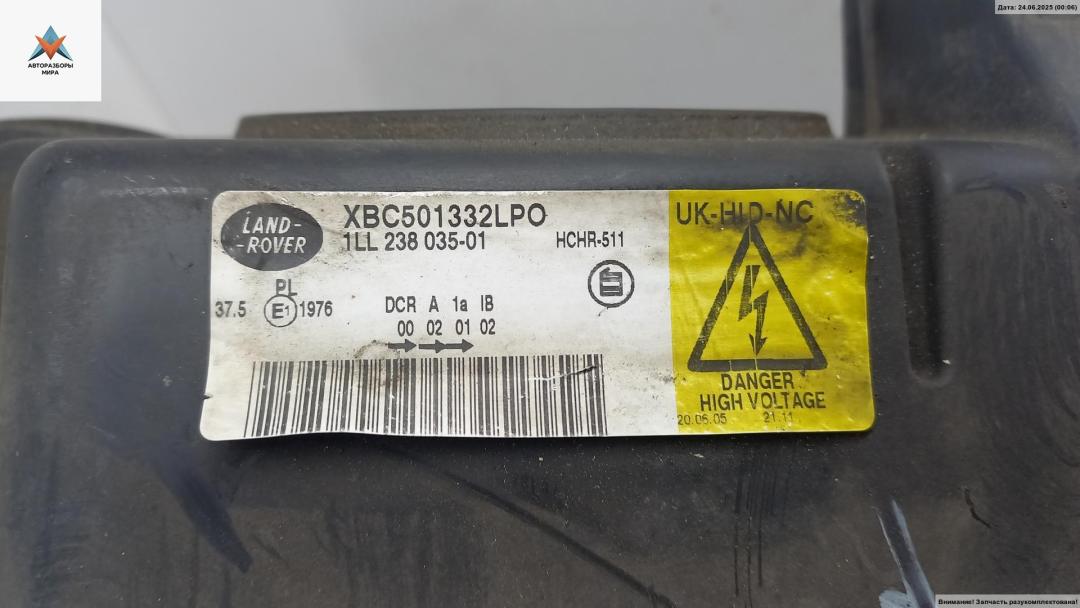 Дата: 24.06.2025 (00:06)
АВТОРАЗБОРЫ
МИРА
LAND-
-ROVER
XBC501332LPO
1LL 238 035-01
HCHR-511
UK-HID-NC
PL
37.5 E1 1976
DCR A 1a IB
00 02 01 02
DANGER
HIGH VOLTAGE
20.06.05 21.11
Внимание! Запчасть разукомплектована!